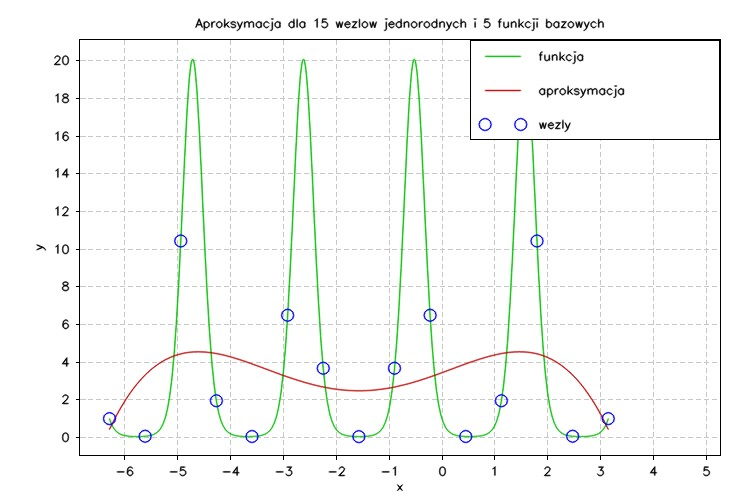 Aproksymacja dla 15 wezlow jednorodnych i 5 funkcji bazowych
funkcja
aproksymacja
wezly
20
18
16
14
12
10
8
6
4
2
0
y
-6 -5 -4 -3 -2 -1 0 1 2 3 4 5
x